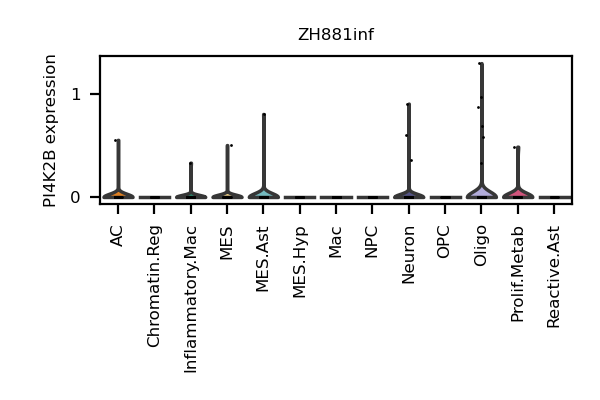 ZH881inf
PI4K2B expression
1
0
AC
Chromatin.Reg
Inflammatory.Mac
MES
MES.Ast
MES.Hyp
Mac
NPC
Neuron
OPC
Oligo
Prolif.Metab
Reactive.Ast